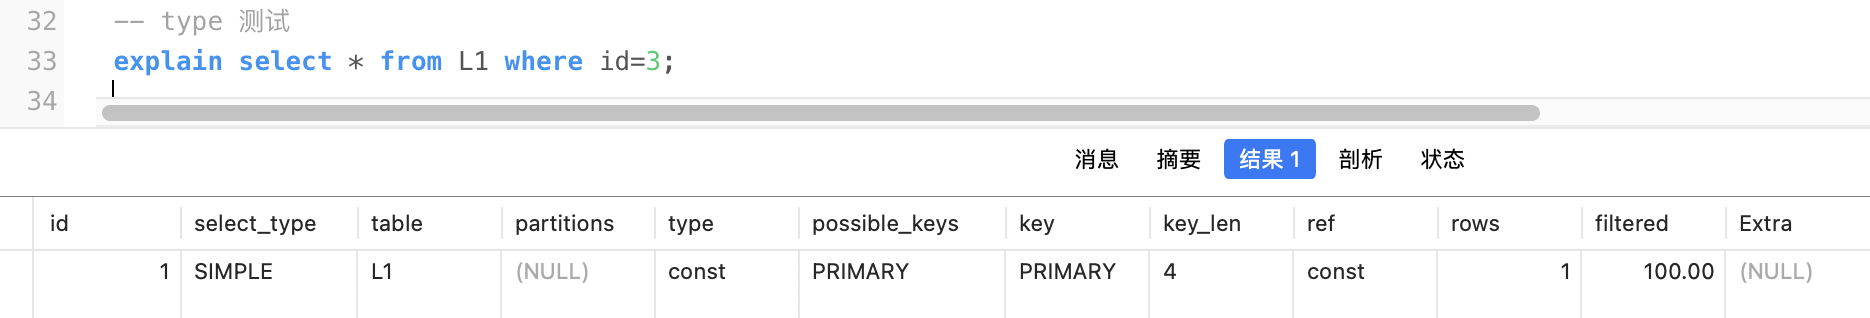 32 -- type 测试
33 explain select * from L1 where id=3;
34
消息 摘要 结果 1 剖析 状态
id select_type table partitions type possible_keys key key_len ref rows filtered Extra
1 SIMPLE L1 (NULL) const PRIMARY PRIMARY 4 const 1 100.00 (NULL)